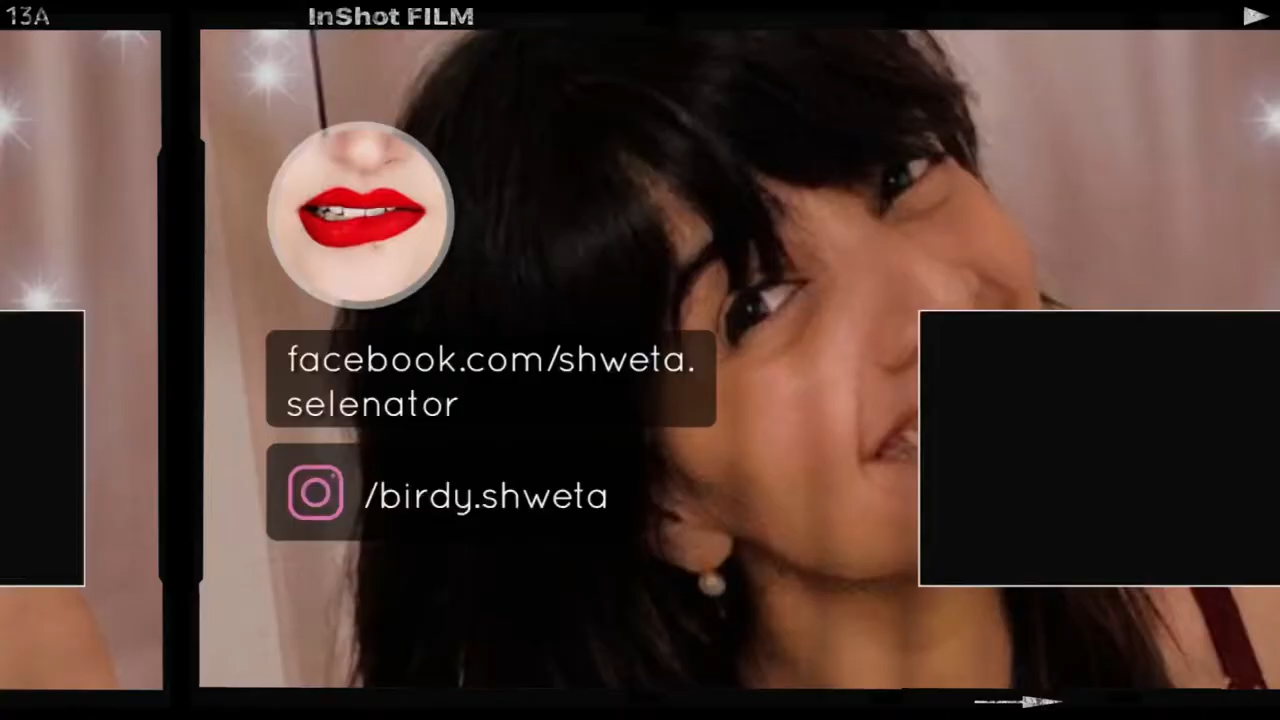 13A
InShot FILM
facebook.com/shweta.
selenator
/birdy.shweta